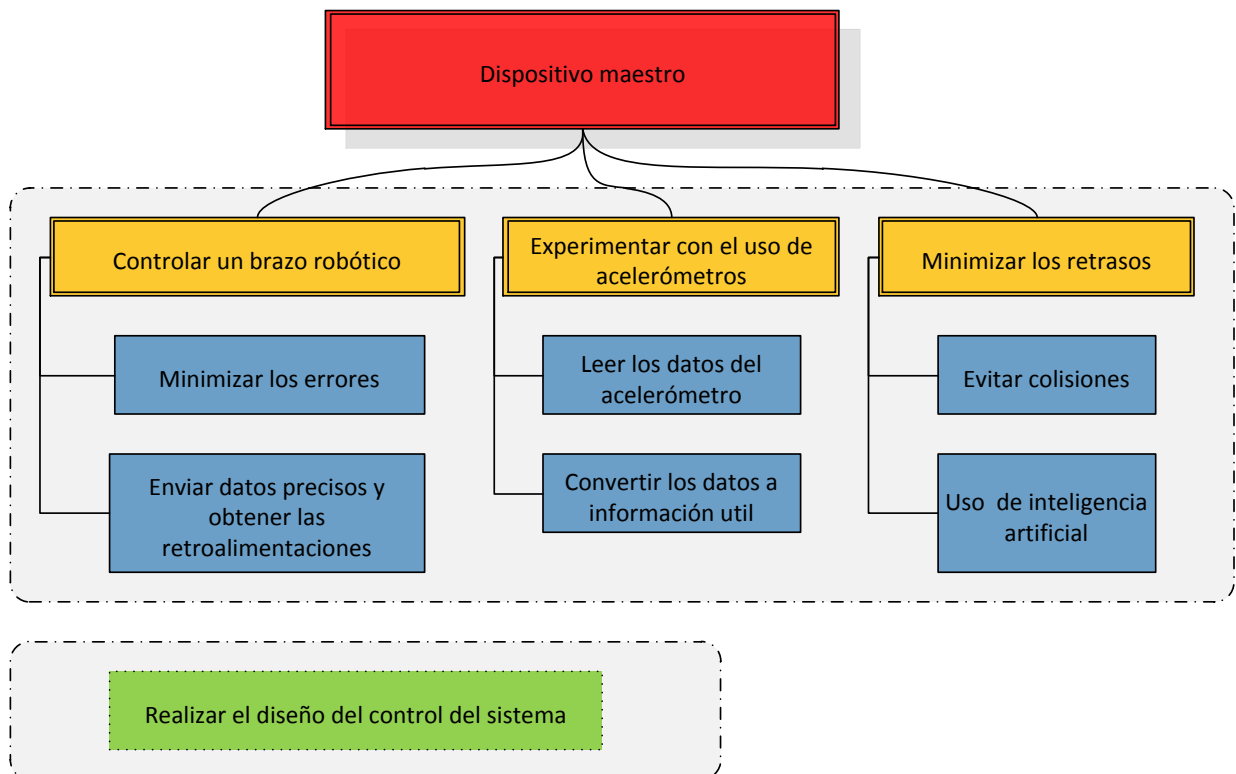 Dispositivo maestro
Controlar un brazo robótico
Experimentar con el uso de
acelerómetros
Minimizar los retrasos
Minimizar los errores
Leer los datos del
acelerómetro
Evitar colisiones
Enviar datos precisos y
obtener las
retroalimentaciones
Convertir los datos a
información util
Uso de inteligencia
artificial
Realizar el diseño del control del sistema